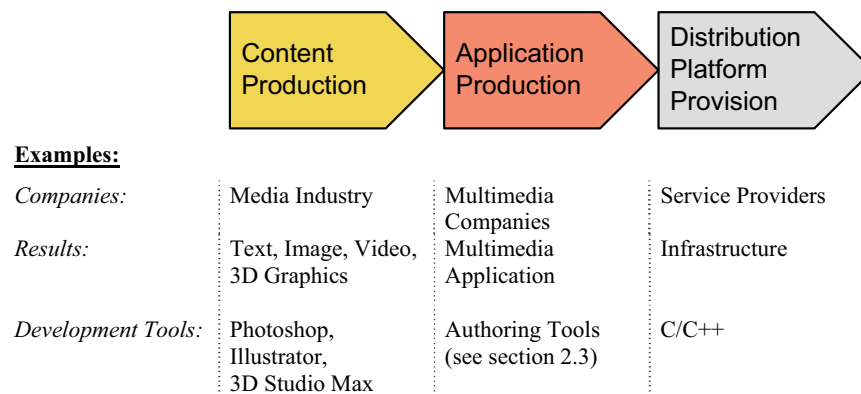 Content
Production
Application
Production
Distribution
Platform
Provision
Examples:
Companies:
Media Industry
Multimedia
Companies
Service Providers
Results:
Text, Image, Video,
3D Graphics
Multimedia
Application
Infrastructure
Development Tools:
Photoshop,
Illustrator,
3D Studio Max
Authoring Tools
(see section 2.3)
C/C++